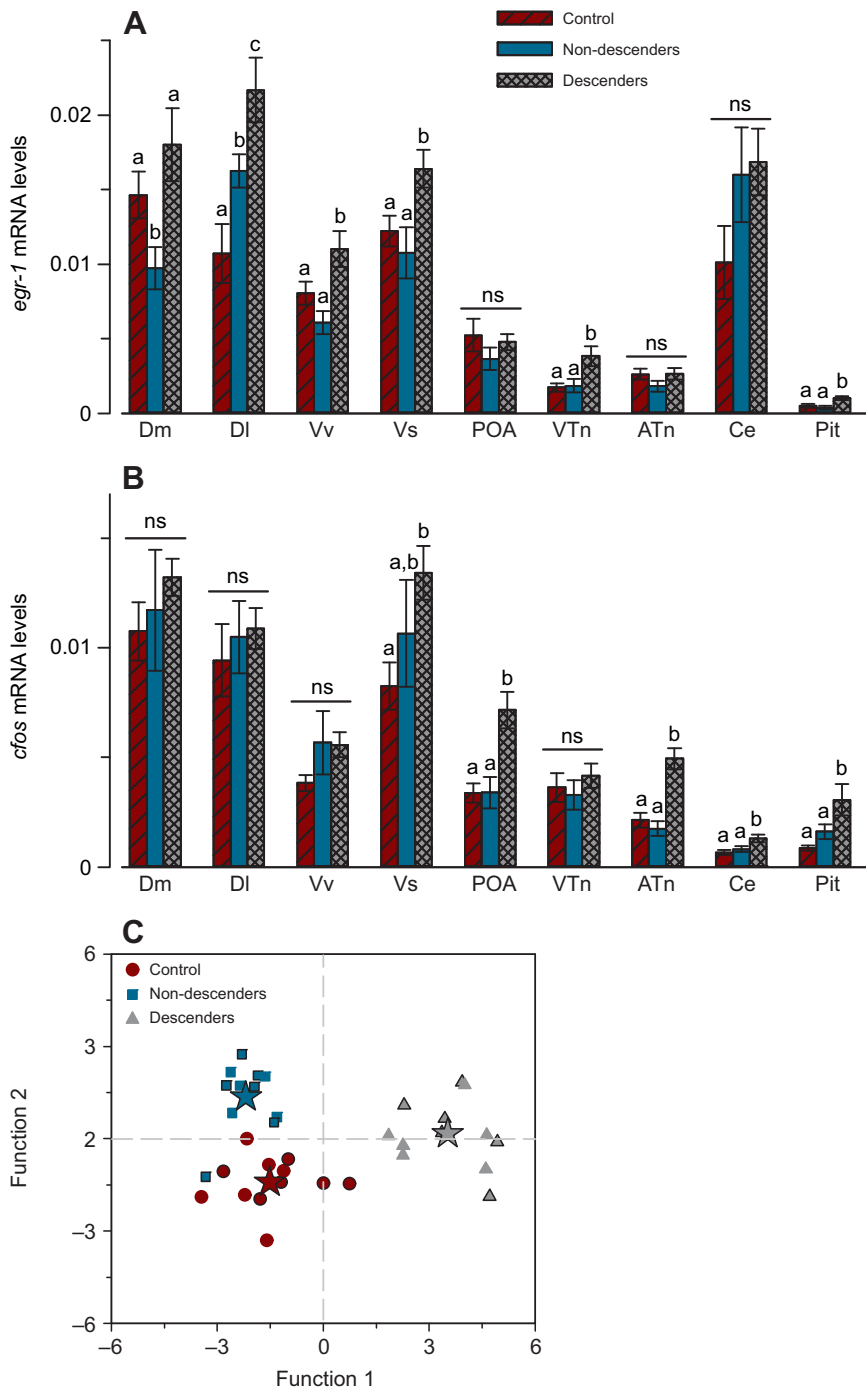 A
Control
Non-descenders
Descenders
egr-1 mRNA levels
0.02
0.01
0
a b a
a b c
a a b
a a b
ns
a a b
ns
ns
a a b
Dm Dl Vv Vs POA VTn ATn Ce Pit
B
cfos mRNA levels
0.01
0
ns
ns
ns
a a,b b
a a b
ns
a a b
a a b
a a b
Dm Dl Vv Vs POA VTn ATn Ce Pit
C
Control
Non-descenders
Descenders
Function 2
6
3
2
–3
–6
–6 –3 0 3 6
Function 1